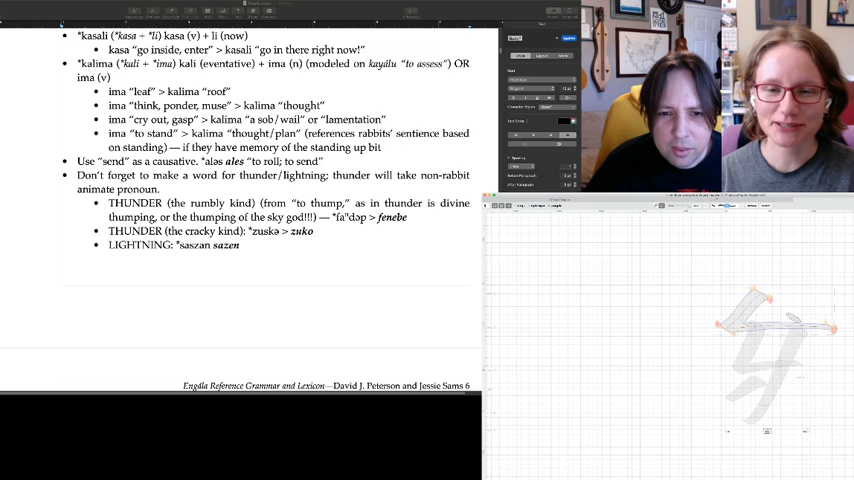 • *kasali (*kasa + *li) kasa (v) + li (now)
• kasa “go inside, enter” > kasali “go in there right now!”
• *kalima (*kali + *ima) kali (eventative) + ima (n) (modeled on kayálu “to assess”) OR
ima (v)
• ima “leaf” > kalima “roof”
• ima “think, ponder, muse” > kalima “thought”
• ima “cry out, gasp” > kalima “a sob/wail” or “lamentation”
• ima “to stand” > kalima “thought/plan” (references rabbits’ sentience based
on standing) — if they have memory of the standing up bit
• Use “send” as a causative. *aləs ales “to roll; to send”
• Don’t forget to make a word for thunder/lightning; thunder will take non-rabbit
animate pronoun.
• THUNDER (the rumbly kind) (from “to thump,” as in thunder is divine
thumping, or the thumping of the sky god!!!) — *faⁿdəp > fenebe
• THUNDER (the cracky kind): *zuskə > zuko
• LIGHTNING: *saszan sazen
Engála Reference Grammar and Lexicon—David J. Peterson and Jessie Sams 6